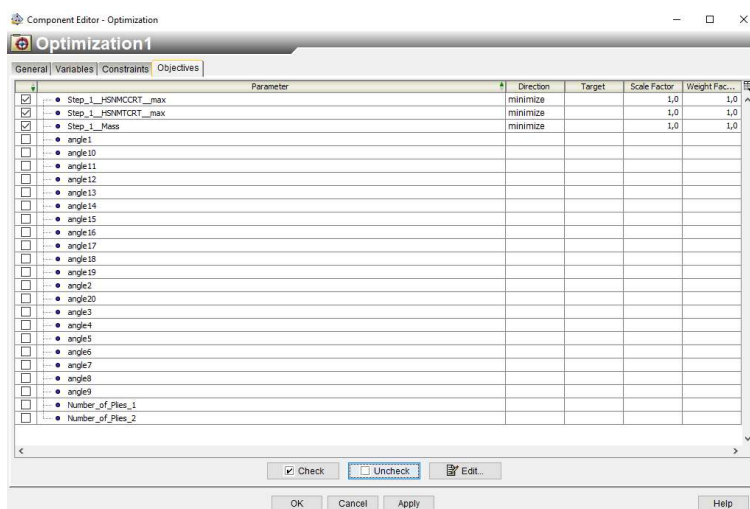 Component Editor - Optimization
Optimization1
General Variables Constraints Objectives
Parameter Direction Target Scale Factor Weight Fac...
Step_1__HSNMCCRT__max minimize 1,0 1,0
Step_1__HSNMTCRT__max minimize 1,0 1,0
Step_1__Mass minimize 1,0 1,0
angle1
angle10
angle11
angle12
angle13
angle14
angle15
angle16
angle17
angle18
angle19
angle2
angle20
angle3
angle4
angle5
angle6
angle7
angle8
angle9
Number_of_Plies_1
Number_of_Plies_2
Check Uncheck Edit...
OK Cancel Apply Help